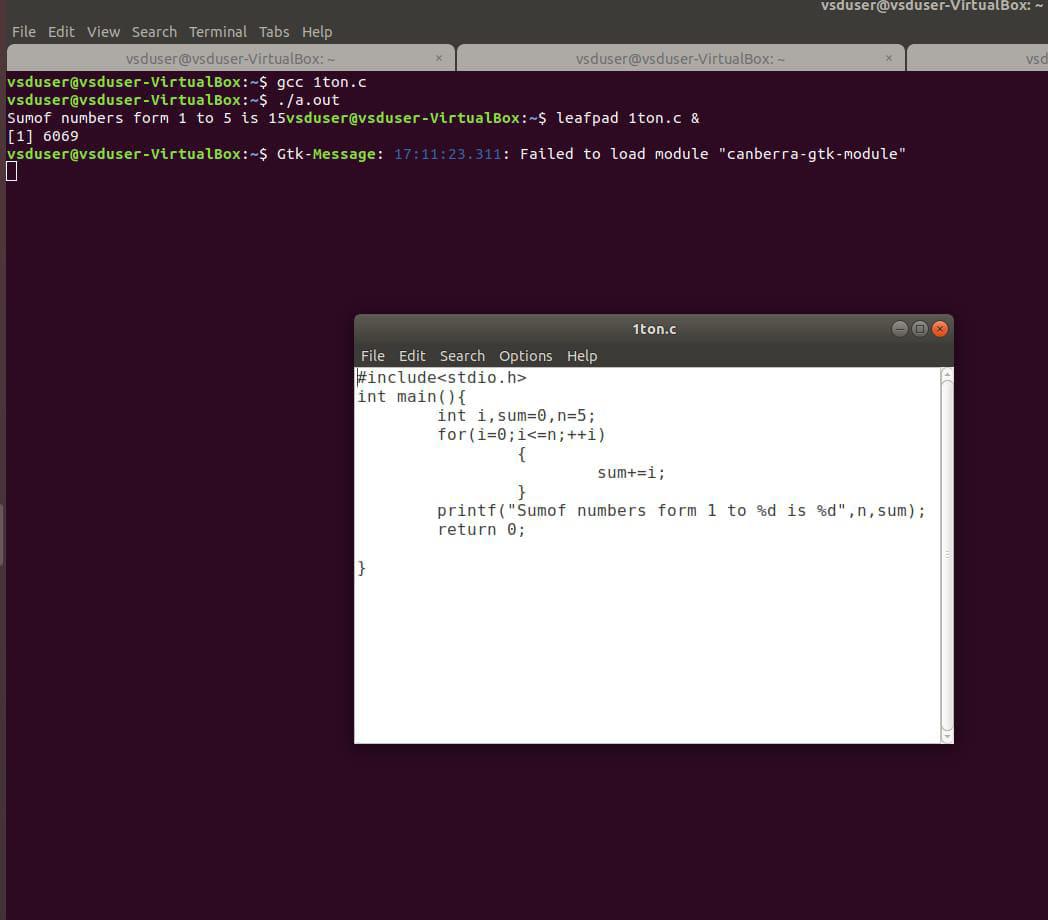 vsduser@vsduser-VirtualBox: ~
File Edit View Search Terminal Tabs Help
vsduser@vsduser-VirtualBox: ~ × vsduser@vsduser-VirtualBox: ~ × vsd
vsduser@vsduser-VirtualBox:~$ gcc 1ton.c
vsduser@vsduser-VirtualBox:~$ ./a.out
Sumof numbers form 1 to 5 is 15vsduser@vsduser-VirtualBox:~$ leafpad 1ton.c &
[1] 6069
vsduser@vsduser-VirtualBox:~$ Gtk-Message: 17:11:23.311: Failed to load module "canberra-gtk-module"
1ton.c
File Edit Search Options Help
#include<stdio.h>
int main(){
        int i,sum=0,n=5;
        for(i=0;i<=n;++i)
                {
                        sum+=i;
                }
        printf("Sumof numbers form 1 to %d is %d",n,sum);
        return 0;
}